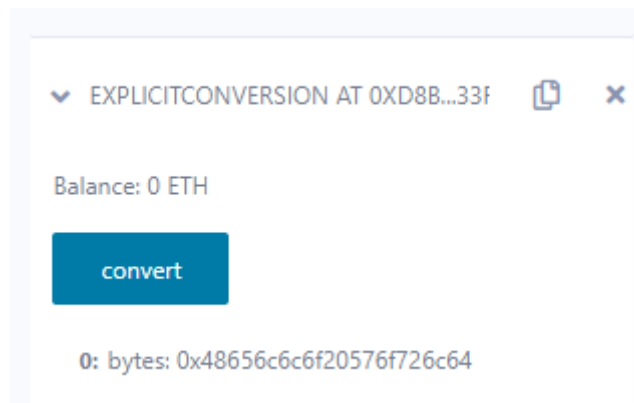 EXPLICITCONVERSION AT 0XD8B...33F
Balance: 0 ETH
convert
0: bytes: 0x48656c6c6f20576f726c64